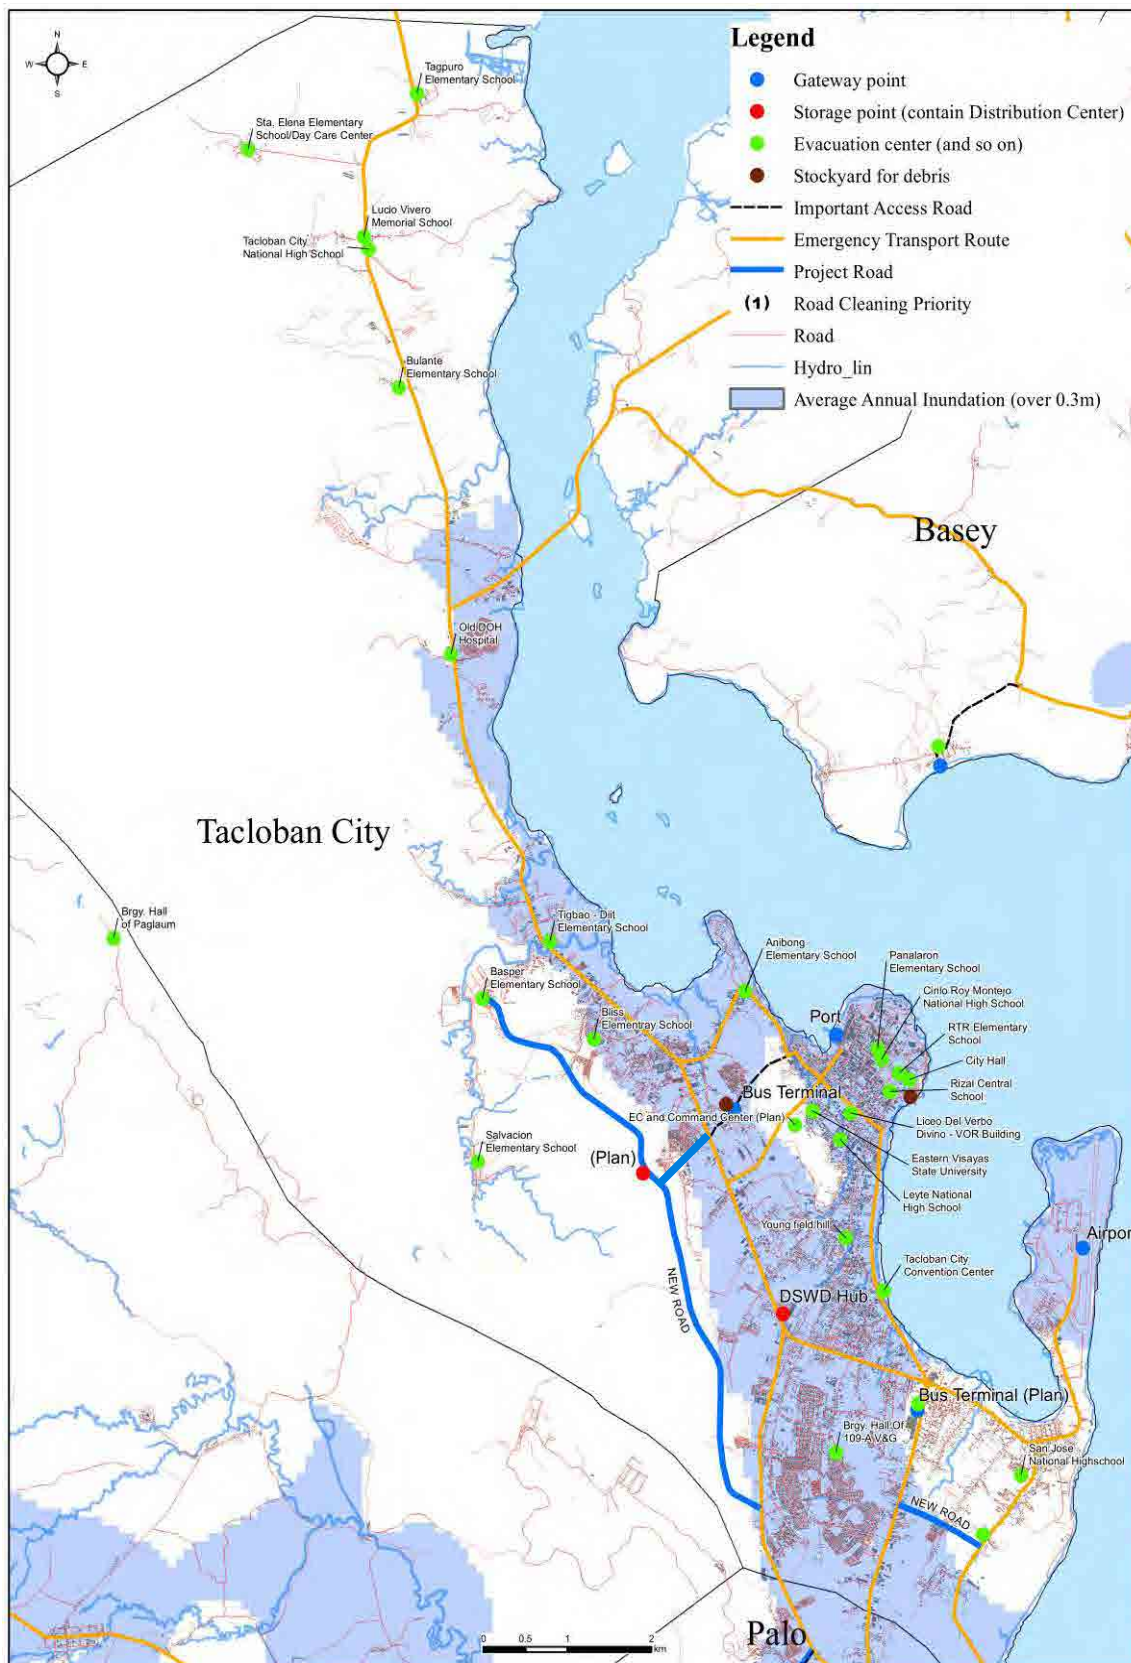 N
W E
S
Legend
Gateway point
Storage point (contain Distribution Center)
Evacuation center (and so on)
Stockyard for debris
Important Access Road
Emergency Transport Route
Project Road
(1) Road Cleaning Priority
Road
Hydro_lin
Average Annual Inundation (over 0.3m)
Tagpuro
Elementary School
Sta. Elena Elementary
School/Day Care Center
Lucio Vivero
Memorial School
Tacloban City
National High School
Bulante
Elementary School
Basey
Old DOH
Hospital
Tacloban City
Brgy. Hall
of Paglaum
Tigbao - Diit
Elementary School
Basper
Elementary School
Bliss
Elementray School
Anibong
Elementary School
Panalaron
Elementary School
Cirilo Roy Montejo
National High School
Port
RTR Elementary
School
City Hall
Rizal Central
School
Bus Terminal
EC and Command Center (Plan)
Liceo Del Verbo
Divino - VOR Building
Salvacion
Elementary School
(Plan)
Eastern Visayas
State University
Leyte National
High School
Young field hill
Airport
Tacloban City
Convention Center
NEW ROAD
DSWD Hub
Bus Terminal (Plan)
Brgy. Hall Of
109-A V&G
San Jose
National Highschool
NEW ROAD
Palo
0 0.5 1 2
km